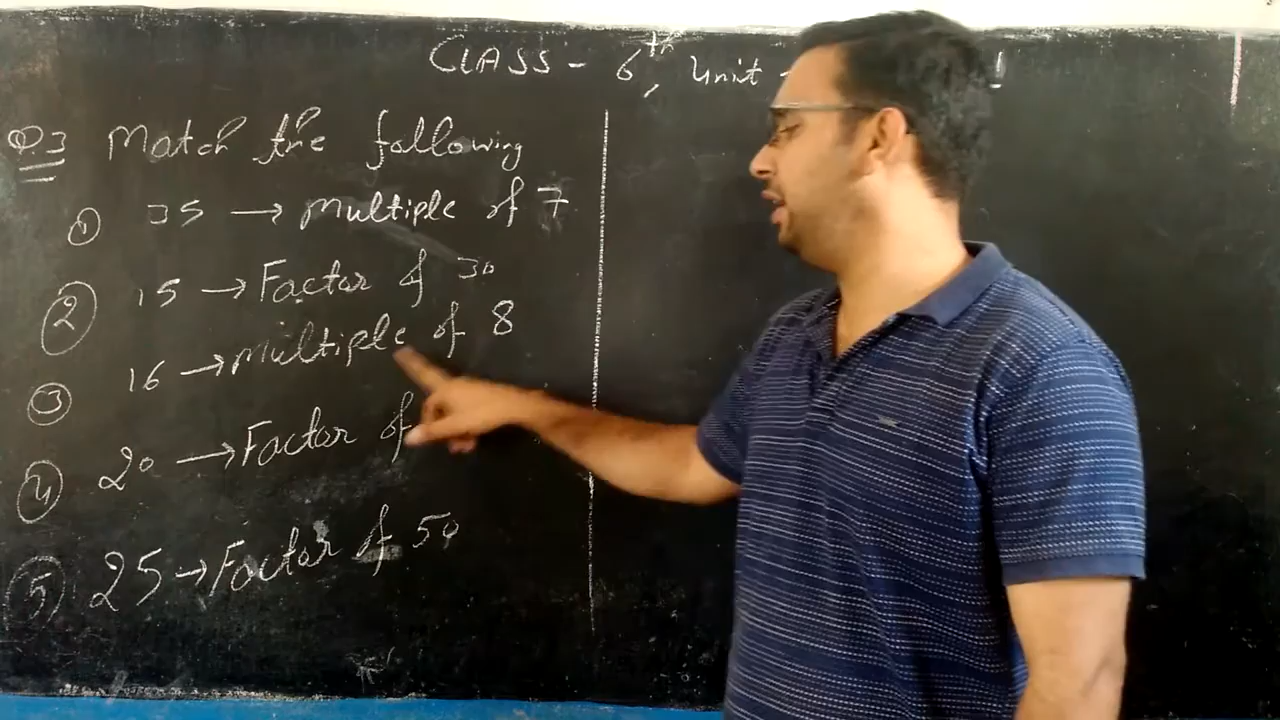 CLASS - 6th, Unit -
Q3 Match the following
① 35 → Multiple of 7
② 15 → Factor of 30
③ 16 → Multiple of 8
④ 20 → Factor of
⑤ 25 → Factor of 50